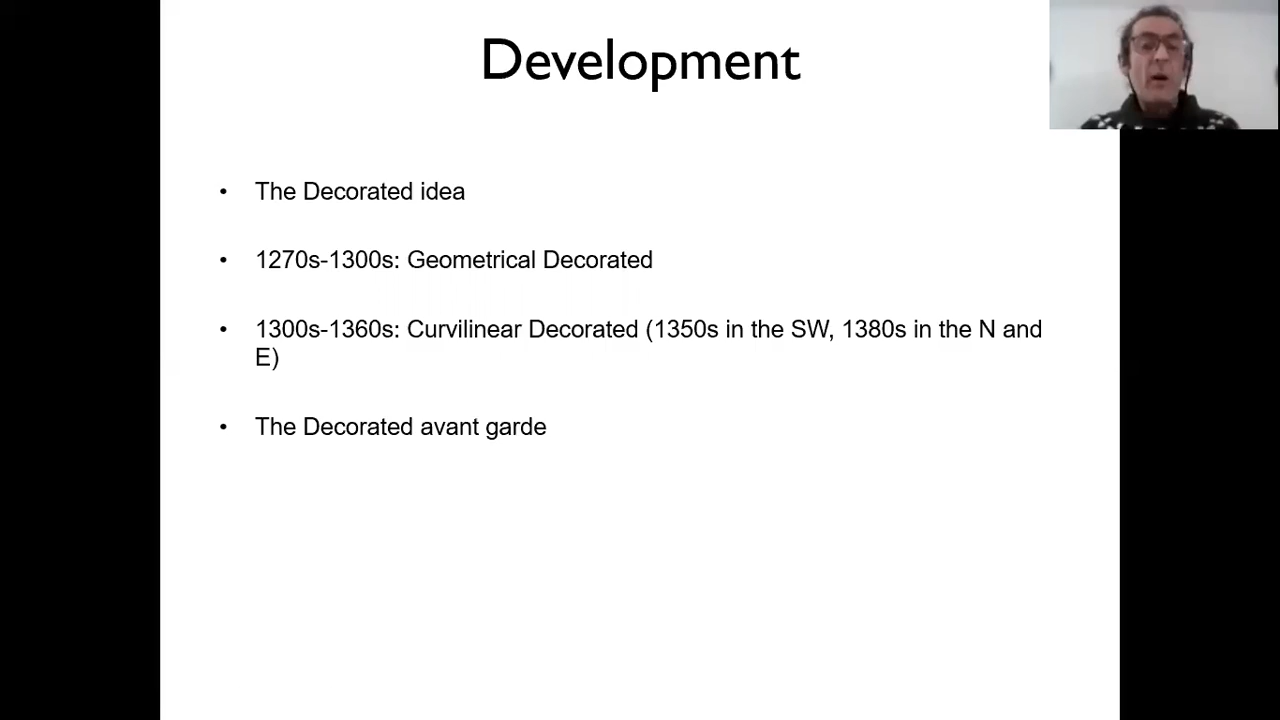 Development
• The Decorated idea
• 1270s-1300s: Geometrical Decorated
• 1300s-1360s: Curvilinear Decorated (1350s in the SW, 1380s in the N and
E)
• The Decorated avant garde